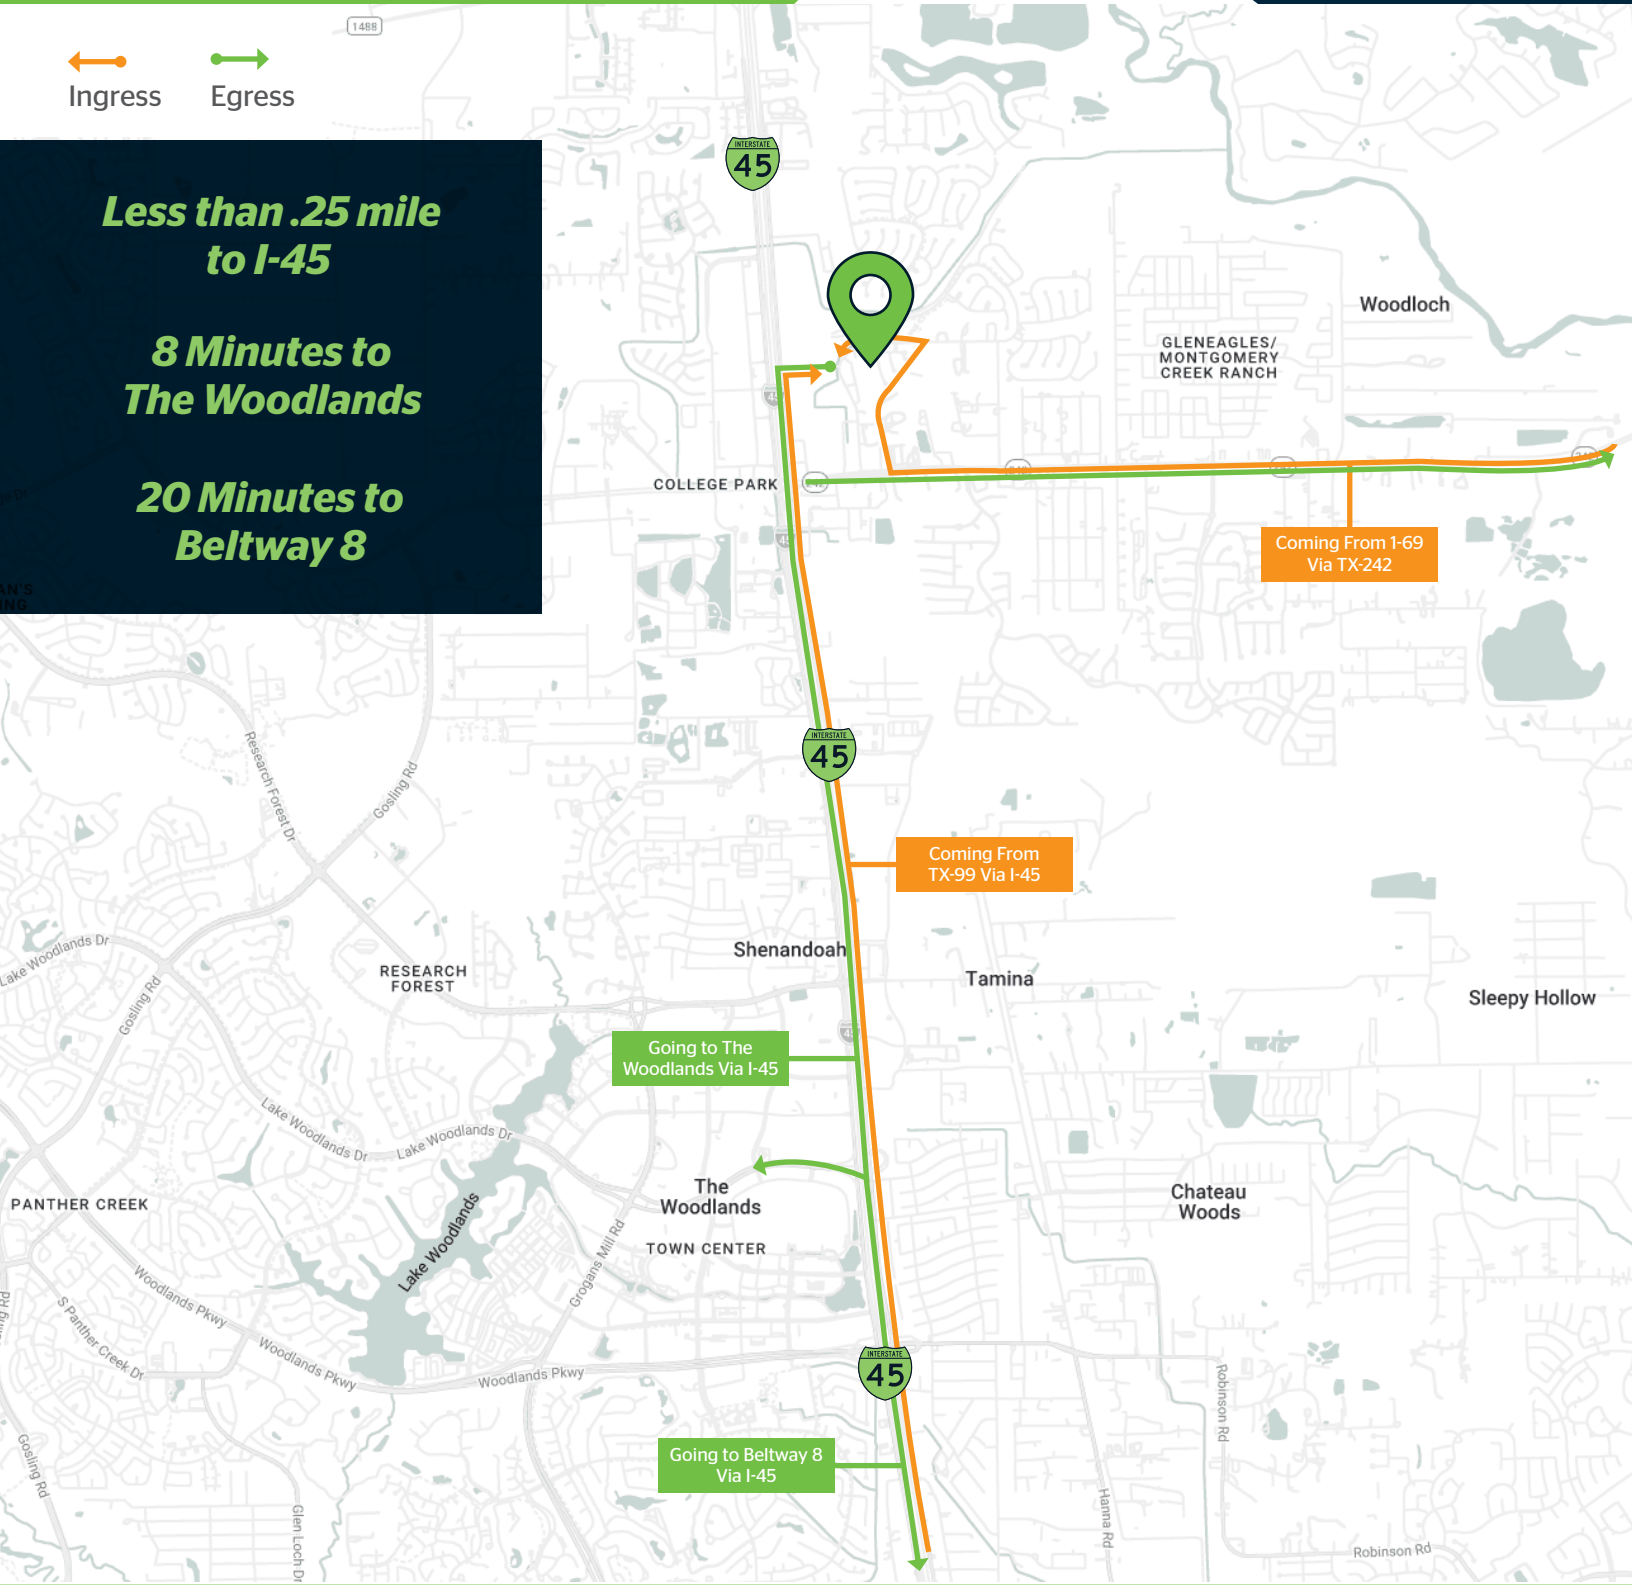 1488
Ingress
Egress
Less than .25 mile
to I-45
8 Minutes to
The Woodlands
20 Minutes to
Beltway 8
INTERSTATE
45
Woodloch
GLENEAGLES/
MONTGOMERY
CREEK RANCH
45
COLLEGE PARK
242
242
45
Coming From 1-69
Via TX-242
INTERSTATE
45
Research Forest Dr
Gosling Rd
Coming From
TX-99 Via I-45
Lake Woodlands Dr
Gosling Rd
RESEARCH
FOREST
Shenandoah
Tamina
Sleepy Hollow
45
Going to The
Woodlands Via I-45
Lake Woodlands Dr
Lake Woodlands Dr
PANTHER CREEK
Lake Woodlands
The
Woodlands
TOWN CENTER
Chateau
Woods
Grogans Mill Rd
Woodlands Pkwy
S Panther Creek Dr
Woodlands Pkwy
Woodlands Pkwy
INTERSTATE
45
Robinson Rd
Going to Beltway 8
Via I-45
Gosling Rd
Glen Loch Dr
Hanna Rd
Robinson Rd